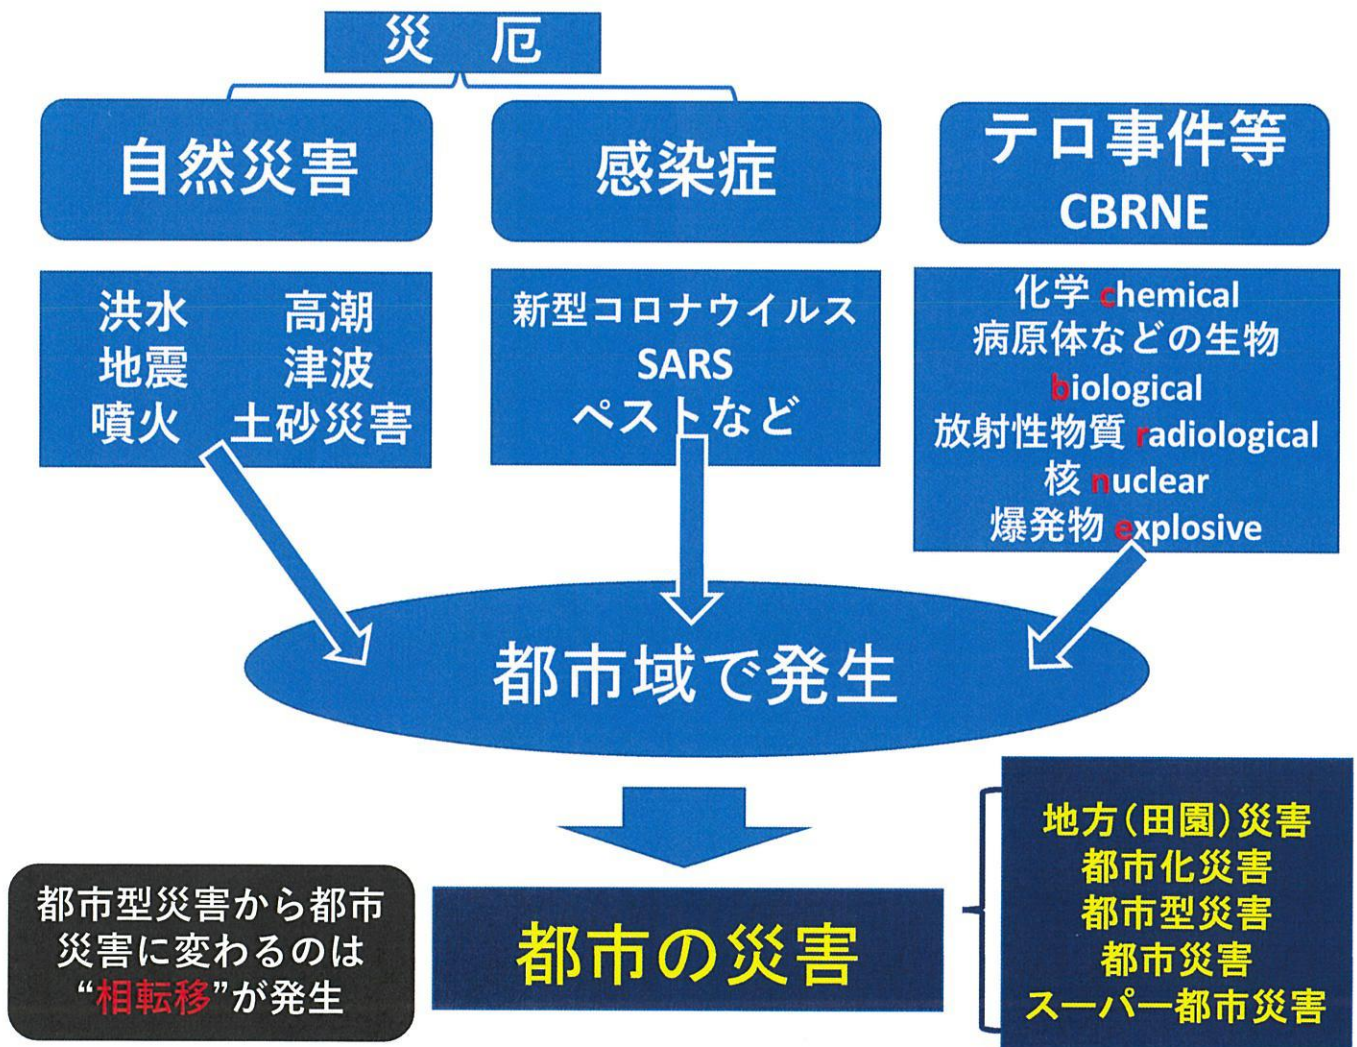 災 厄
自然災害
感染症
テロ事件等
CBRNE
洪水 高潮
地震 津波
噴火 土砂災害
新型コロナウイルス
SARS
ペストなど
化学 chemical
病原体などの生物
biological
放射性物質 radiological
核 nuclear
爆発物 explosive
都市域で発生
都市型災害から都市
災害に変わるのは
“相転移”が発生
都市の災害
地方(田園)災害
都市化災害
都市型災害
都市災害
スーパー都市災害